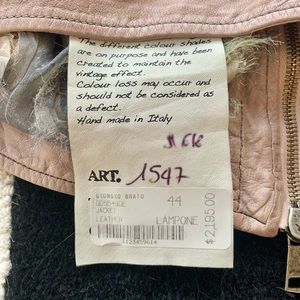 The different colour shades
are on purpose and have been
created to maintain the
vintage effect.
Colour loss may occur and
should not be considered as
a defect.
Hand made in Italy
ART. 1547
GIORGIO BRATO
JACKET
LEATHER
44
LAMPONE
2195.00
1123459614